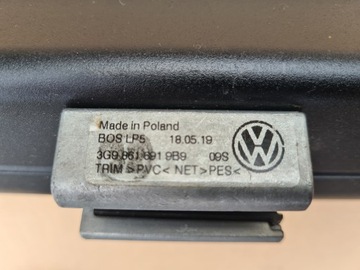 Made in Poland
BOS LP5 18.05.19
3G9 861 691 9B9 09S
TRIM >PVC< NET>PES<